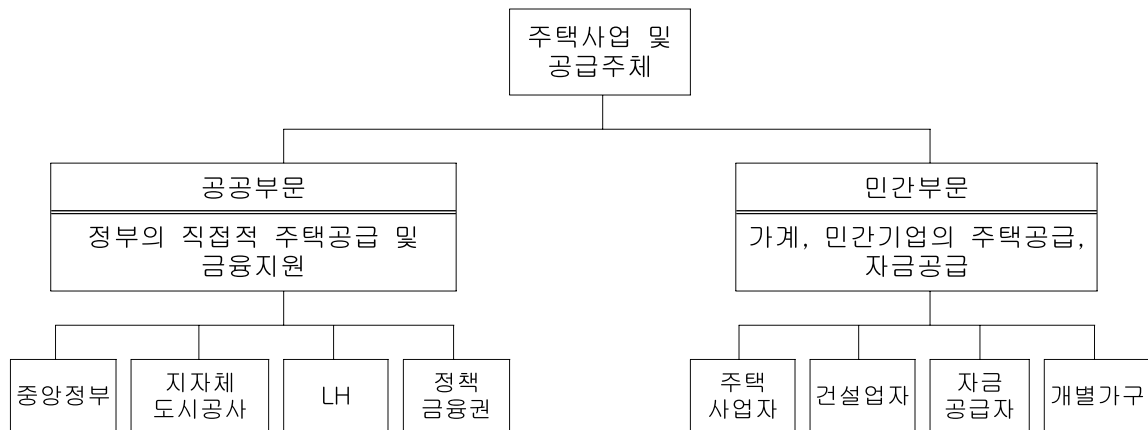 주택사업 및
공급주체
공공부문
정부의 직접적 주택공급 및
금융지원
민간부문
가계, 민간기업의 주택공급,
자금공급
중앙정부
지자체
도시공사
LH
정책
금융권
주택
사업자
건설업자
자금
공급자
개별가구